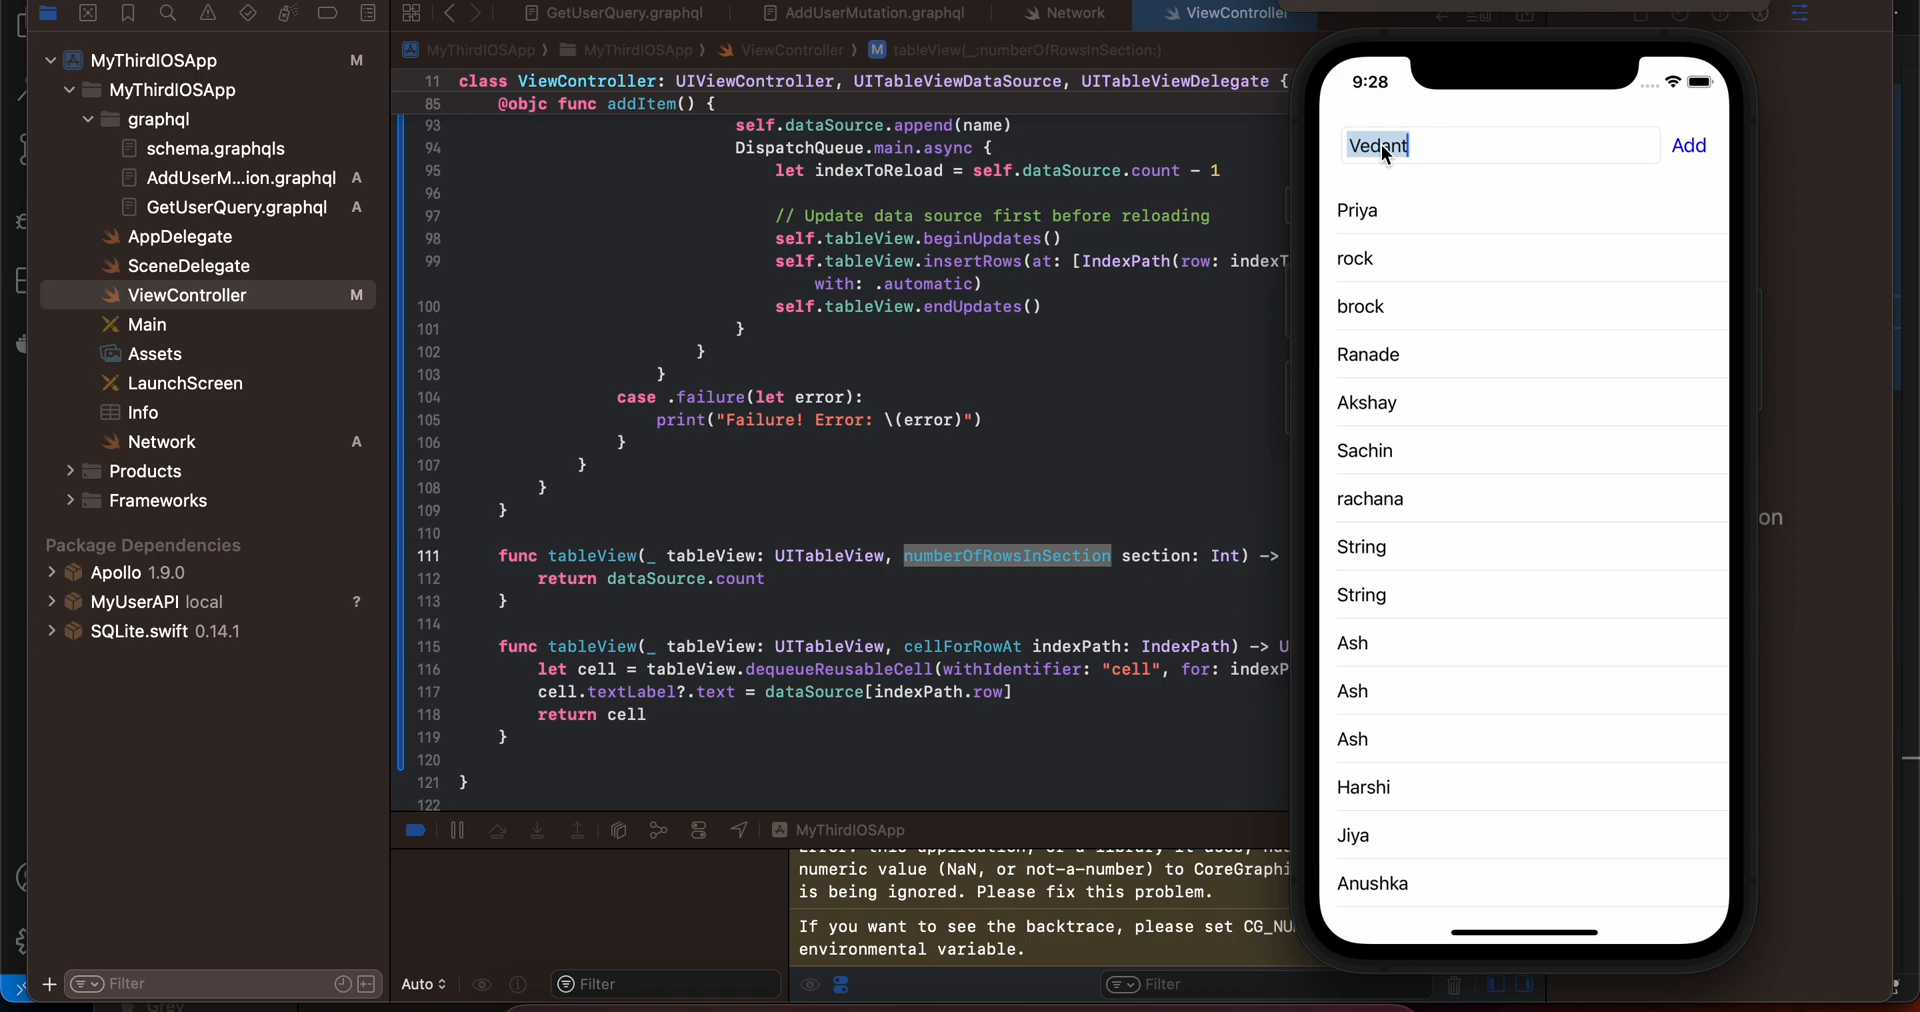 GetUserQuery.graphql
AddUserMutation.graphql
Network
ViewController
MyThirdIOSApp M
MyThirdIOSApp
graphql
schema.graphqls
AddUserM...ion.graphql A
GetUserQuery.graphql A
AppDelegate
SceneDelegate
ViewController M
Main
Assets
LaunchScreen
Info
Network A
Products
Frameworks
Package Dependencies
Apollo 1.9.0
MyUserAPI local ?
SQLite.swift 0.14.1
Filter
MyThirdIOSApp ⟩ MyThirdIOSApp ⟩ ViewController ⟩ M tableView(_:numberOfRowsInSection:)
11 class ViewController: UIViewController, UITableViewDataSource, UITableViewDelegate {
85 @objc func addItem() {
93 self.dataSource.append(name)
94 DispatchQueue.main.async {
95 let indexToReload = self.dataSource.count - 1
96
97 // Update data source first before reloading
98 self.tableView.beginUpdates()
99 self.tableView.insertRows(at: [IndexPath(row: indexT
with: .automatic)
100 self.tableView.endUpdates()
101 }
102 }
103 }
104 case .failure(let error):
105 print("Failure! Error: \(error)")
106 }
107 }
108 }
109 }
110
111 func tableView(_ tableView: UITableView, numberOfRowsInSection section: Int) ->
112 return dataSource.count
113 }
114
115 func tableView(_ tableView: UITableView, cellForRowAt indexPath: IndexPath) -> U
116 let cell = tableView.dequeueReusableCell(withIdentifier: "cell", for: indexP
117 cell.textLabel?.text = dataSource[indexPath.row]
118 return cell
119 }
120
121 }
122
MyThirdIOSApp
Error: this application, or a library it uses, ha
numeric value (NaN, or not-a-number) to CoreGraphi
is being ignored. Please fix this problem.
If you want to see the backtrace, please set CG_NU
environmental variable.
Auto
Filter
Filter
9:28
Vedant
Add
Priya
rock
brock
Ranade
Akshay
Sachin
rachana
String
String
Ash
Ash
Ash
Harshi
Jiya
Anushka
on
Grey